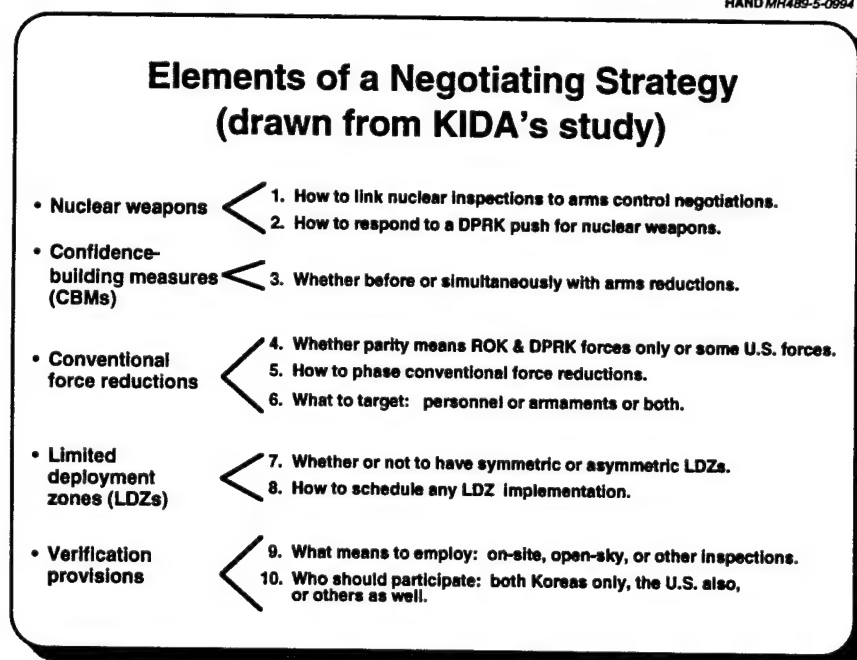 HAND MR489-5-0994
Elements of a Negotiating Strategy
(drawn from KIDA's study)
• Nuclear weapons
1. How to link nuclear inspections to arms control negotiations.
2. How to respond to a DPRK push for nuclear weapons.
• Confidence-
building measures
(CBMs)
3. Whether before or simultaneously with arms reductions.
• Conventional
force reductions
4. Whether parity means ROK & DPRK forces only or some U.S. forces.
5. How to phase conventional force reductions.
6. What to target: personnel or armaments or both.
• Limited
deployment
zones (LDZs)
7. Whether or not to have symmetric or asymmetric LDZs.
8. How to schedule any LDZ implementation.
• Verification
provisions
9. What means to employ: on-site, open-sky, or other inspections.
10. Who should participate: both Koreas only, the U.S. also,
or others as well.